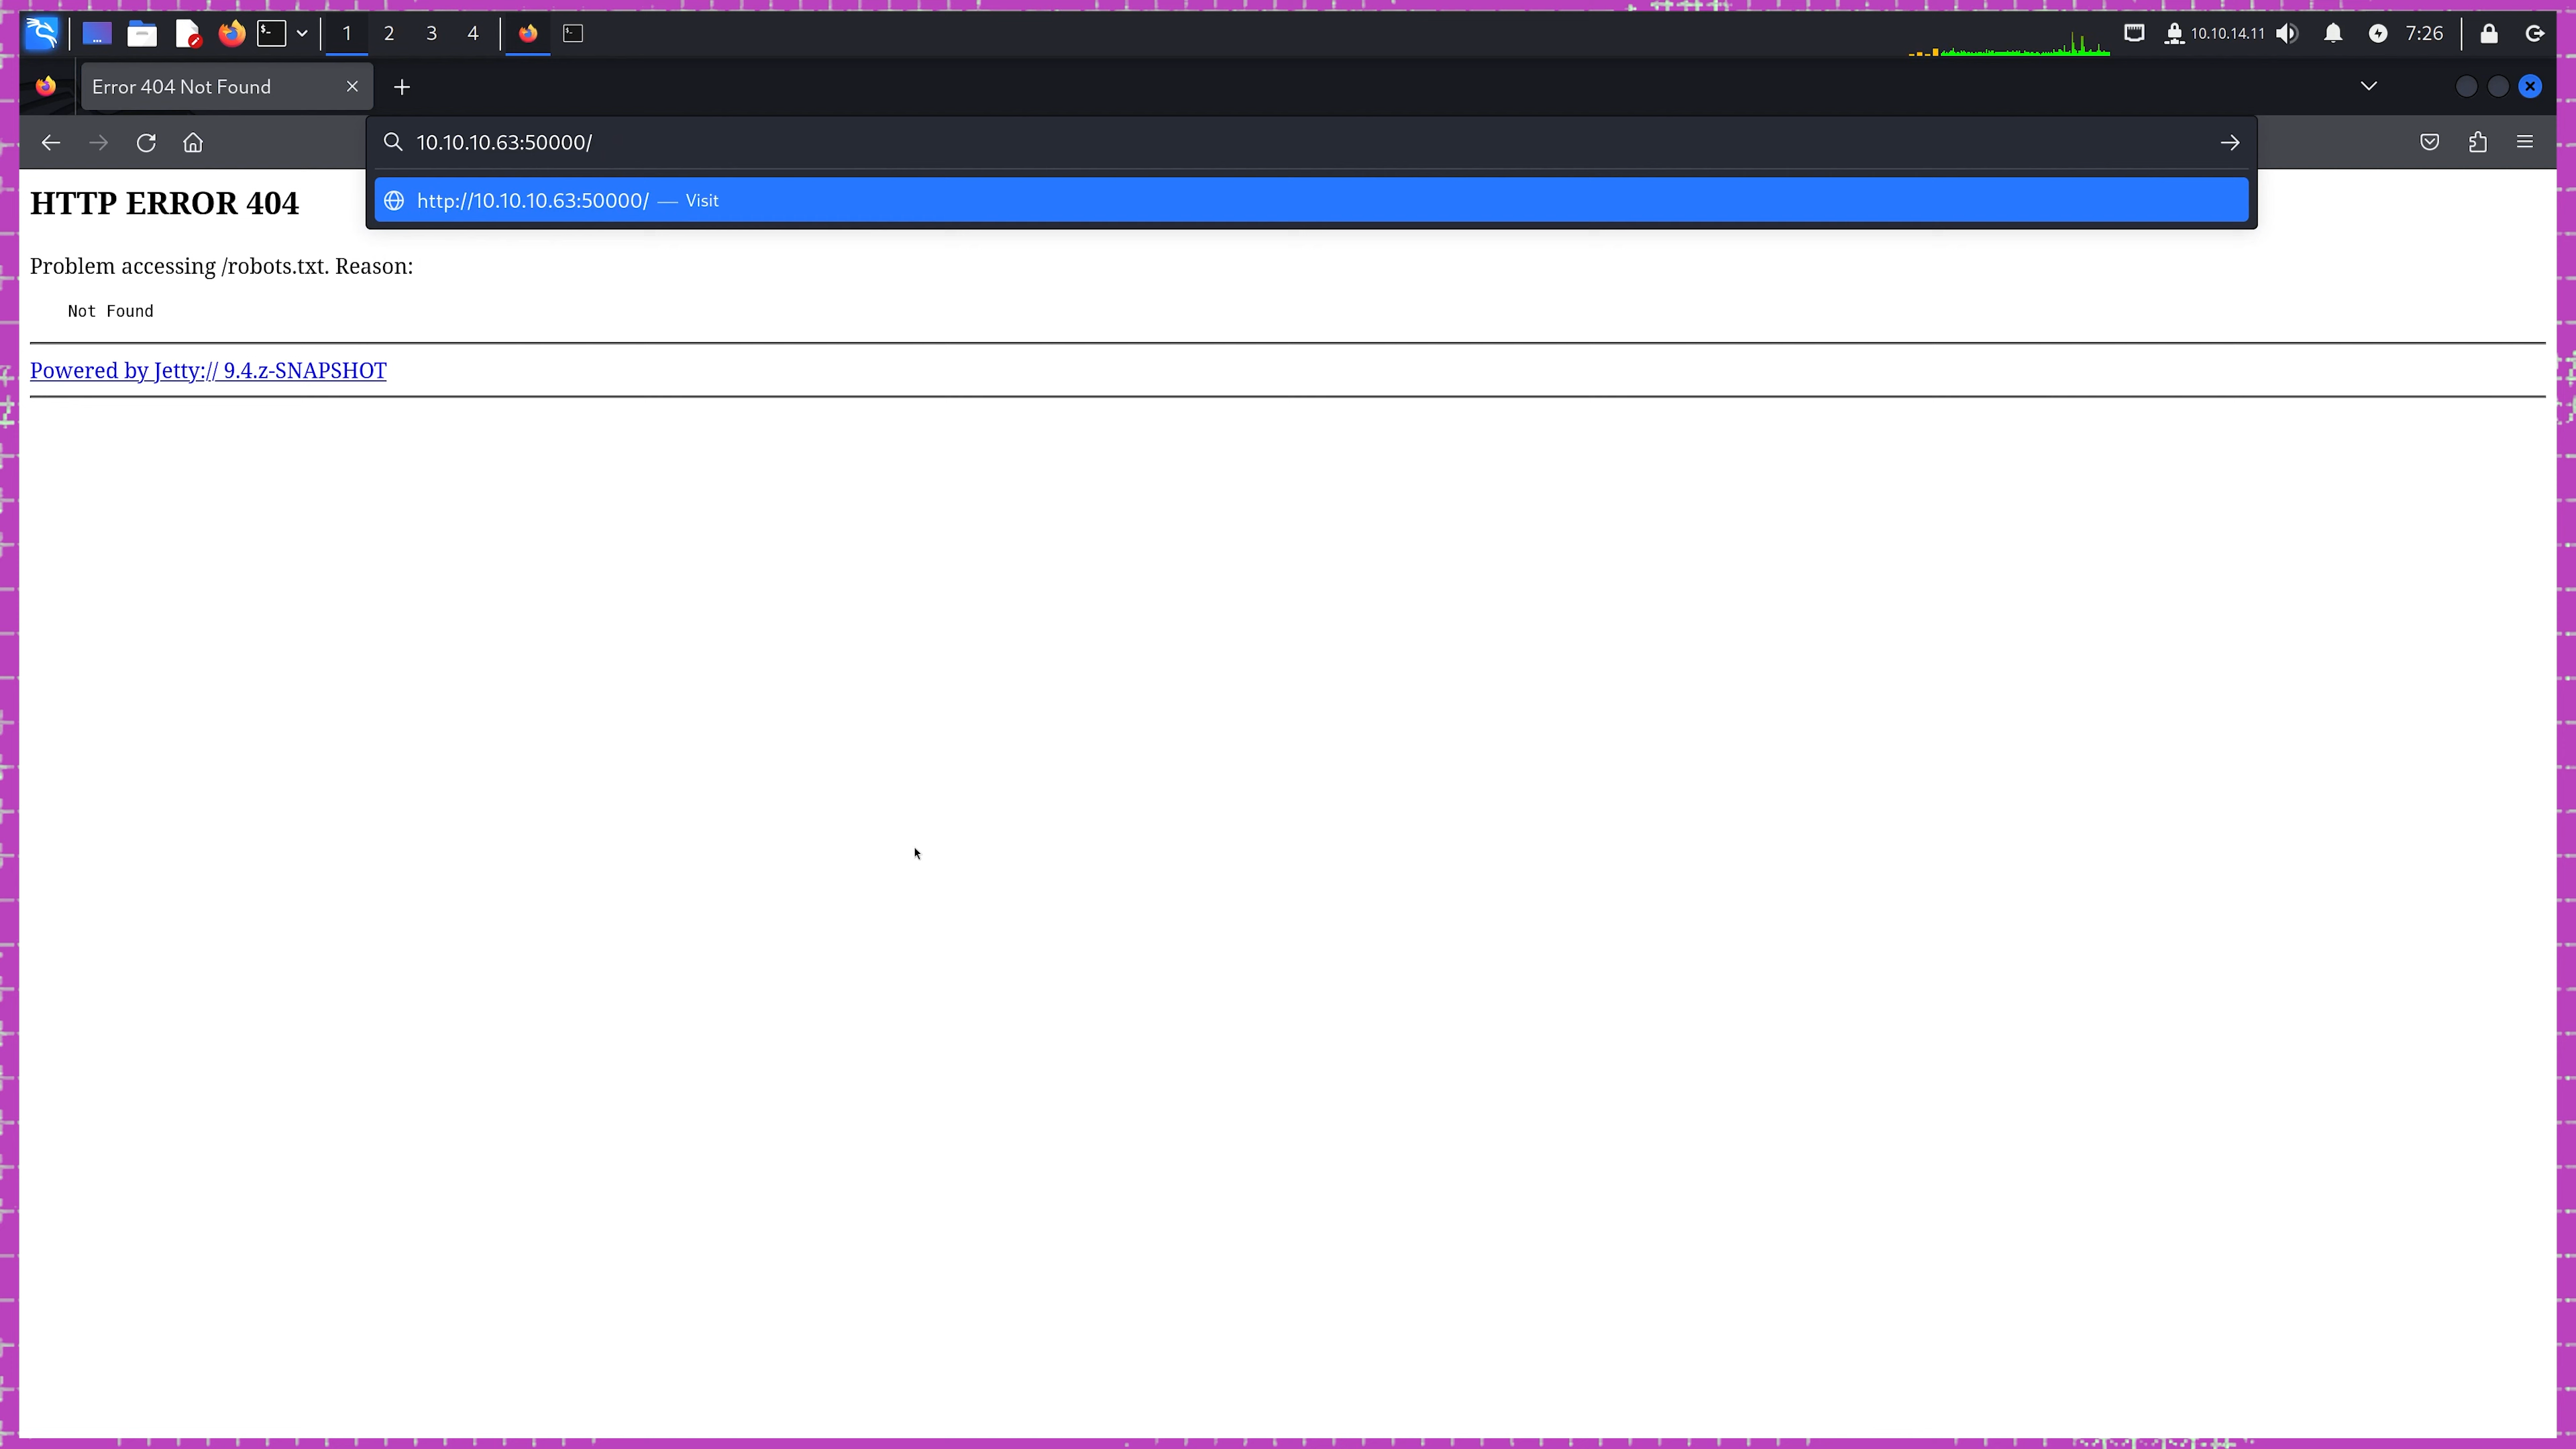 1 2 3 4 10.10.14.11 7:26
Error 404 Not Found
10.10.10.63:50000/
http://10.10.10.63:50000/ — Visit
HTTP ERROR 404
Problem accessing /robots.txt. Reason:
Not Found
Powered by Jetty:// 9.4.z-SNAPSHOT